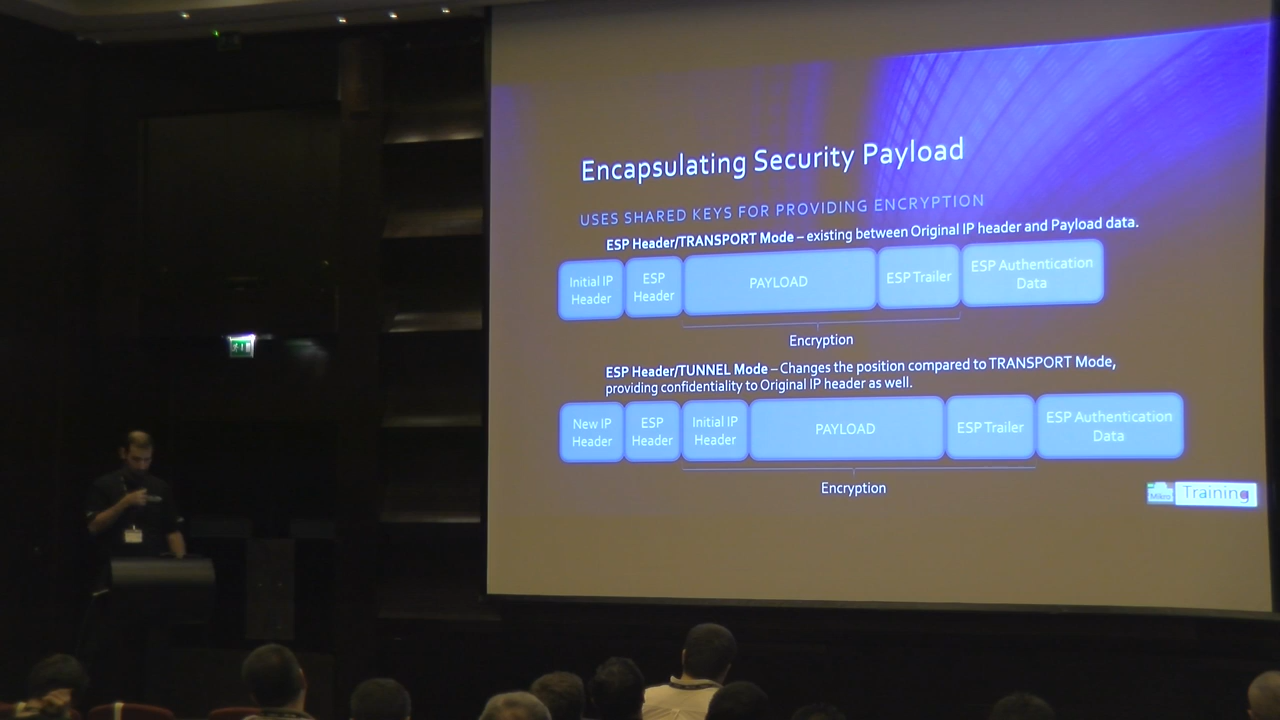 Encapsulating Security Payload
USES SHARED KEYS FOR PROVIDING ENCRYPTION
ESP Header/TRANSPORT Mode – existing between Original IP header and Payload data.
Initial IP
Header
ESP
Header
PAYLOAD
ESP Trailer
ESP Authentication
Data
Encryption
ESP Header/TUNNEL Mode – Changes the position compared to TRANSPORT Mode,
providing confidentiality to Original IP header as well.
New IP
Header
ESP
Header
Initial IP
Header
PAYLOAD
ESP Trailer
ESP Authentication
Data
Encryption
Mikro
Training